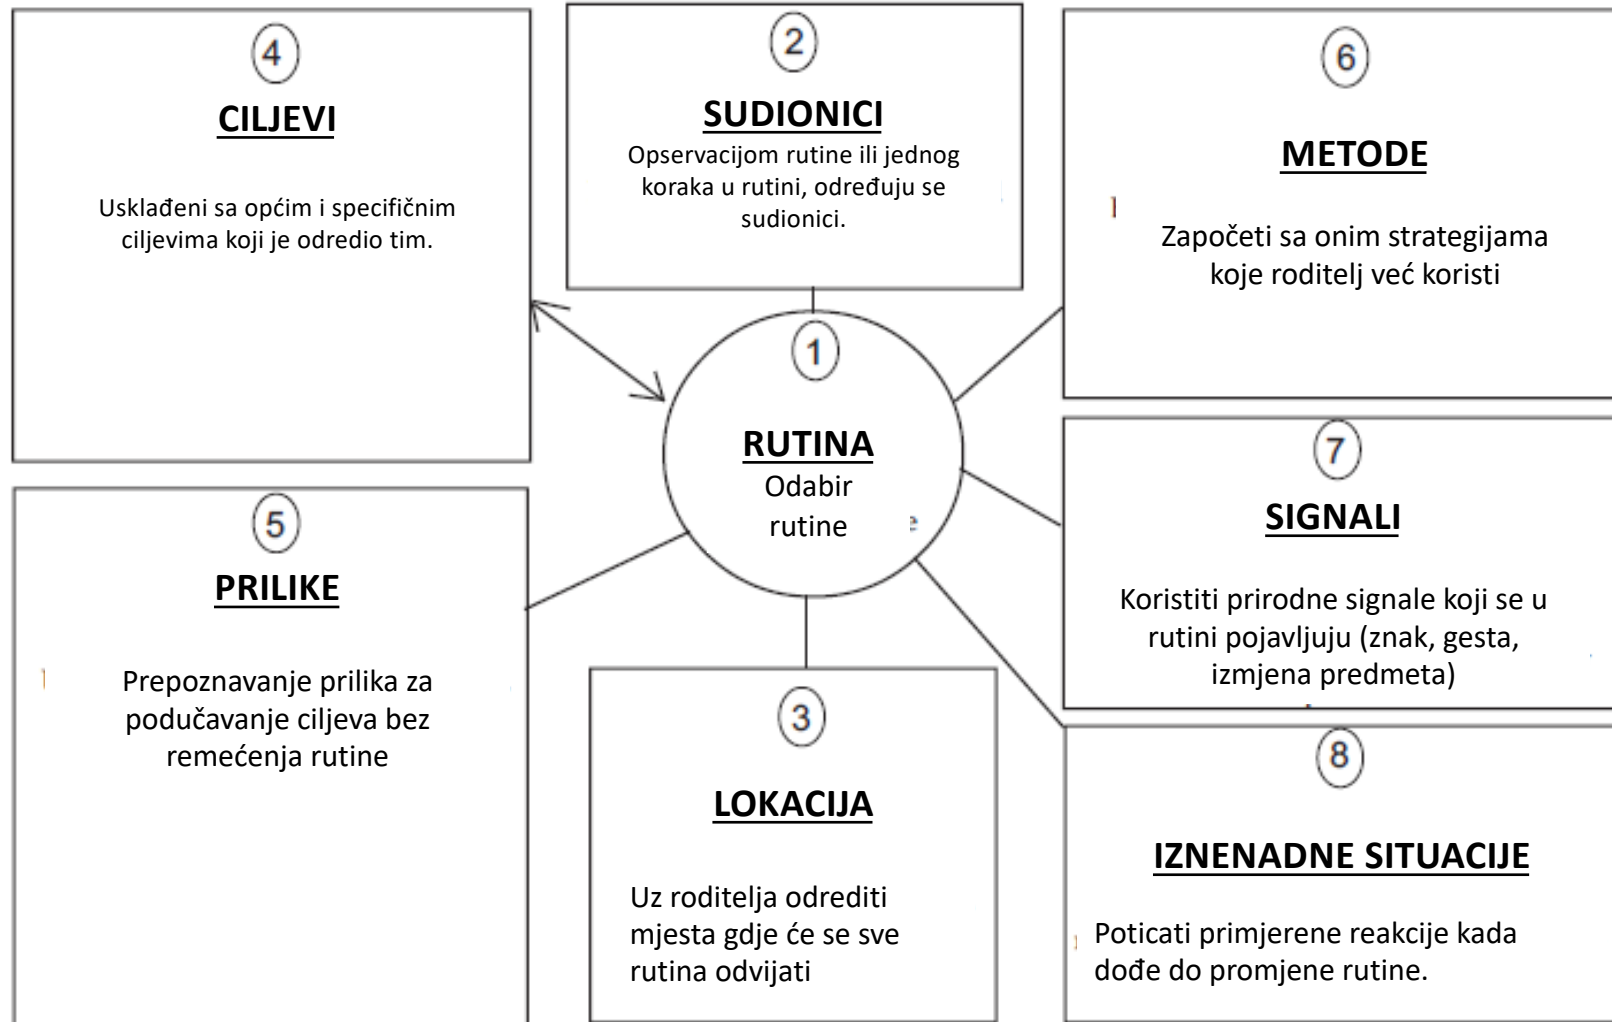 4
CILJEVI
Usklađeni sa općim i specifičnim
ciljevima koji je odredio tim.
2
SUDIONICI
Opservacijom rutine ili jednog
koraka u rutini, određuju se
sudionici.
6
METODE
Započeti sa onim strategijama
koje roditelj već koristi
1
RUTINA
Odabir
rutine
e
7
SIGNALI
Koristiti prirodne signale koji se u
rutini pojavljuju (znak, gesta,
izmjena predmeta)
5
PRILIKE
Prepoznavanje prilika za
podučavanje ciljeva bez
remećenja rutine
3
LOKACIJA
Uz roditelja odrediti
mjesta gdje će se sve
rutina odvijati
8
IZNENADNE SITUACIJE
Poticati primjerene reakcije kada
dođe do promjene rutine.